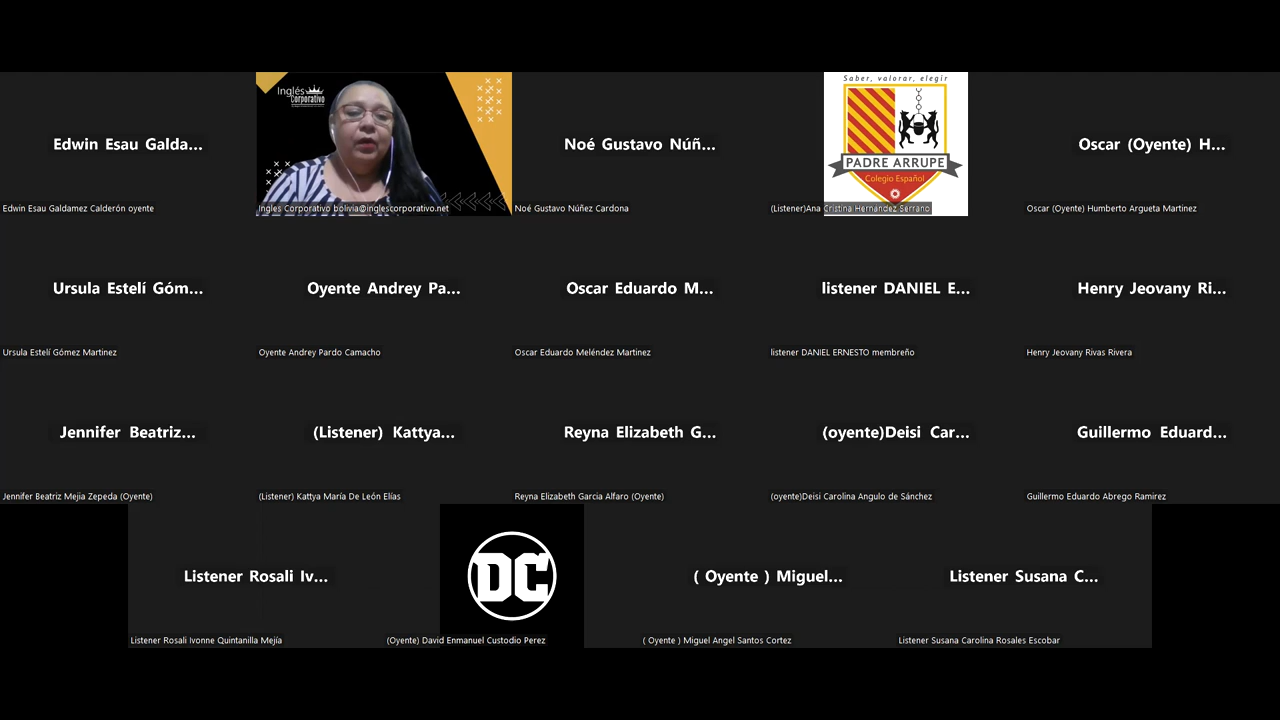 Edwin Esau Galda...
Edwin Esau Galdamez Calderón oyente
Inglés
Corporativo
Ingles Corporativo bolivia@inglescorporativo.net
Noé Gustavo Núñ...
Noé Gustavo Núñez Cardona
Saber, valorar, elegir
PADRE ARRUPE
Colegio Español
(Listener)Ana Cristina Hernandez Serrano
Oscar (Oyente) H...
Oscar (Oyente) Humberto Argueta Martinez
Ursula Estelí Góm...
Ursula Estelí Gómez Martinez
Oyente Andrey Pa...
Oyente Andrey Pardo Camacho
Oscar Eduardo M...
Oscar Eduardo Meléndez Martinez
listener DANIEL E...
listener DANIEL ERNESTO membreño
Henry Jeovany Ri...
Henry Jeovany Rivas Rivera
Jennifer Beatriz...
Jennifer Beatriz Mejia Zepeda (Oyente)
(Listener) Kattya...
(Listener) Kattya María De León Elías
Reyna Elizabeth G...
Reyna Elizabeth Garcia Alfaro (Oyente)
(oyente)Deisi Car...
(oyente)Deisi Carolina Angulo de Sánchez
Guillermo Eduard...
Guillermo Eduardo Abrego Ramirez
Listener Rosali Iv...
Listener Rosali Ivonne Quintanilla Mejía
DC
(Oyente) David Enmanuel Custodio Perez
( Oyente ) Miguel...
( Oyente ) Miguel Angel Santos Cortez
Listener Susana C...
Listener Susana Carolina Rosales Escobar